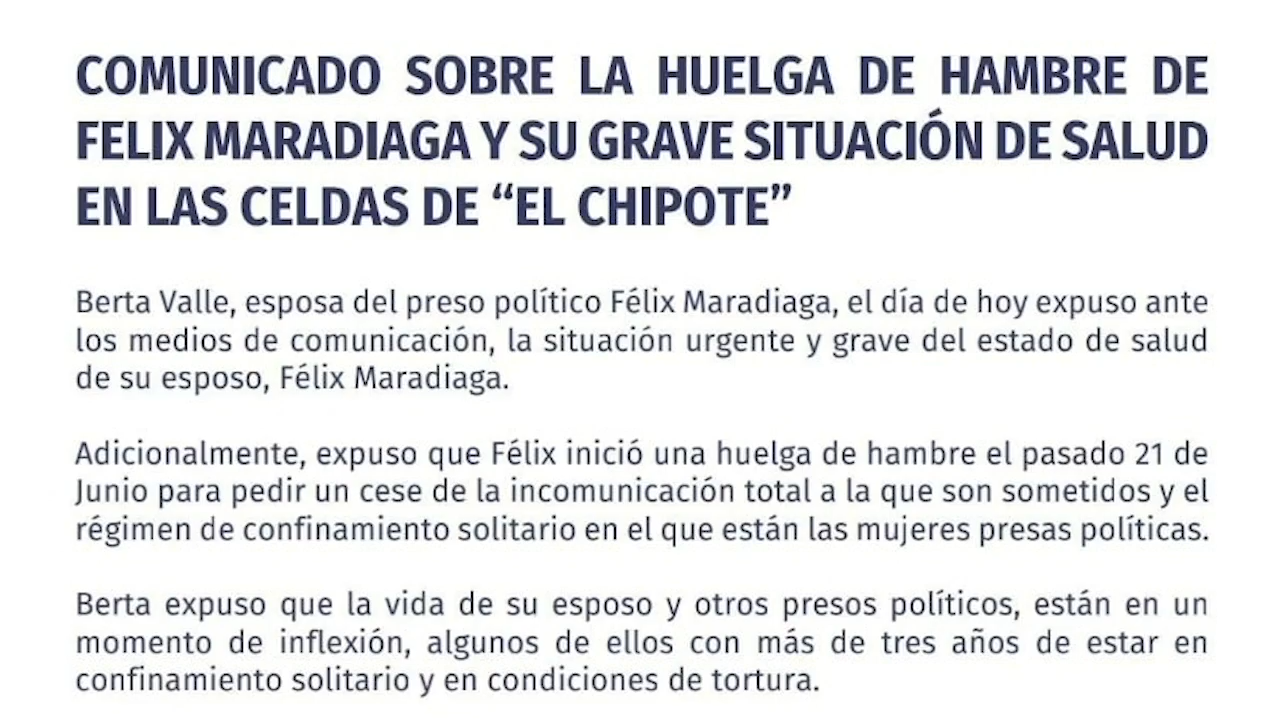 COMUNICADO SOBRE LA HUELGA DE HAMBRE DE
FELIX MARADIAGA Y SU GRAVE SITUACIÓN DE SALUD
EN LAS CELDAS DE “EL CHIPOTE”
Berta Valle, esposa del preso político Félix Maradiaga, el día de hoy expuso ante
los medios de comunicación, la situación urgente y grave del estado de salud
de su esposo, Félix Maradiaga.
Adicionalmente, expuso que Félix inició una huelga de hambre el pasado 21 de
Junio para pedir un cese de la incomunicación total a la que son sometidos y el
régimen de confinamiento solitario en el que están las mujeres presas políticas.
Berta expuso que la vida de su esposo y otros presos políticos, están en un
momento de inflexión, algunos de ellos con más de tres años de estar en
confinamiento solitario y en condiciones de tortura.